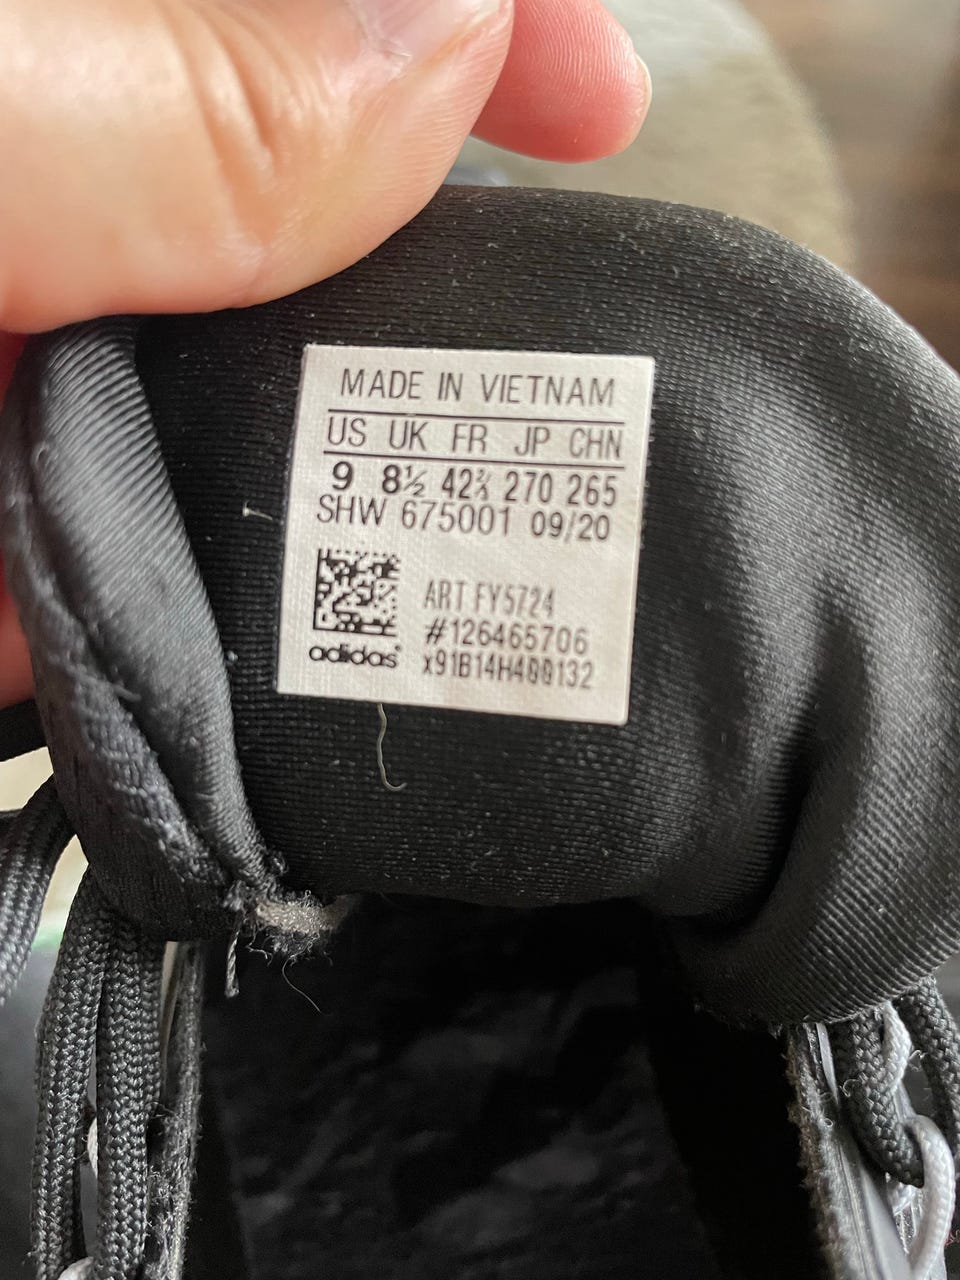 MADE IN VIETNAM
US UK FR JP CHN
9 8½ 42⅔ 270 265
SHW 675001 09/20
ART FY5724
#126465706
adidas®